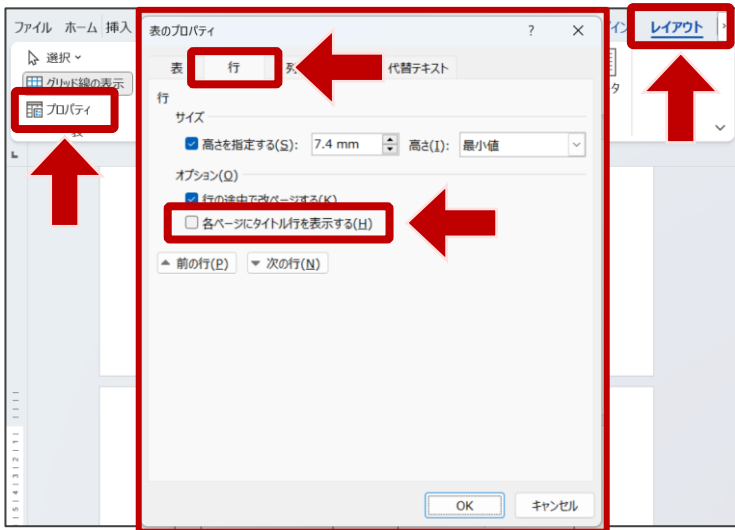 ファイル ホーム 挿入
レイアウト
選択
グリッド線の表示
プロパティ
表
表のプロパティ
表 行 列 代替テキスト
行
サイズ
高さを指定する(S): 7.4 mm 高さ(I): 最小値
オプション(O)
行の途中で改ページする(K)
各ページにタイトル行を表示する(H)
前の行(P) 次の行(N)
OK キャンセル